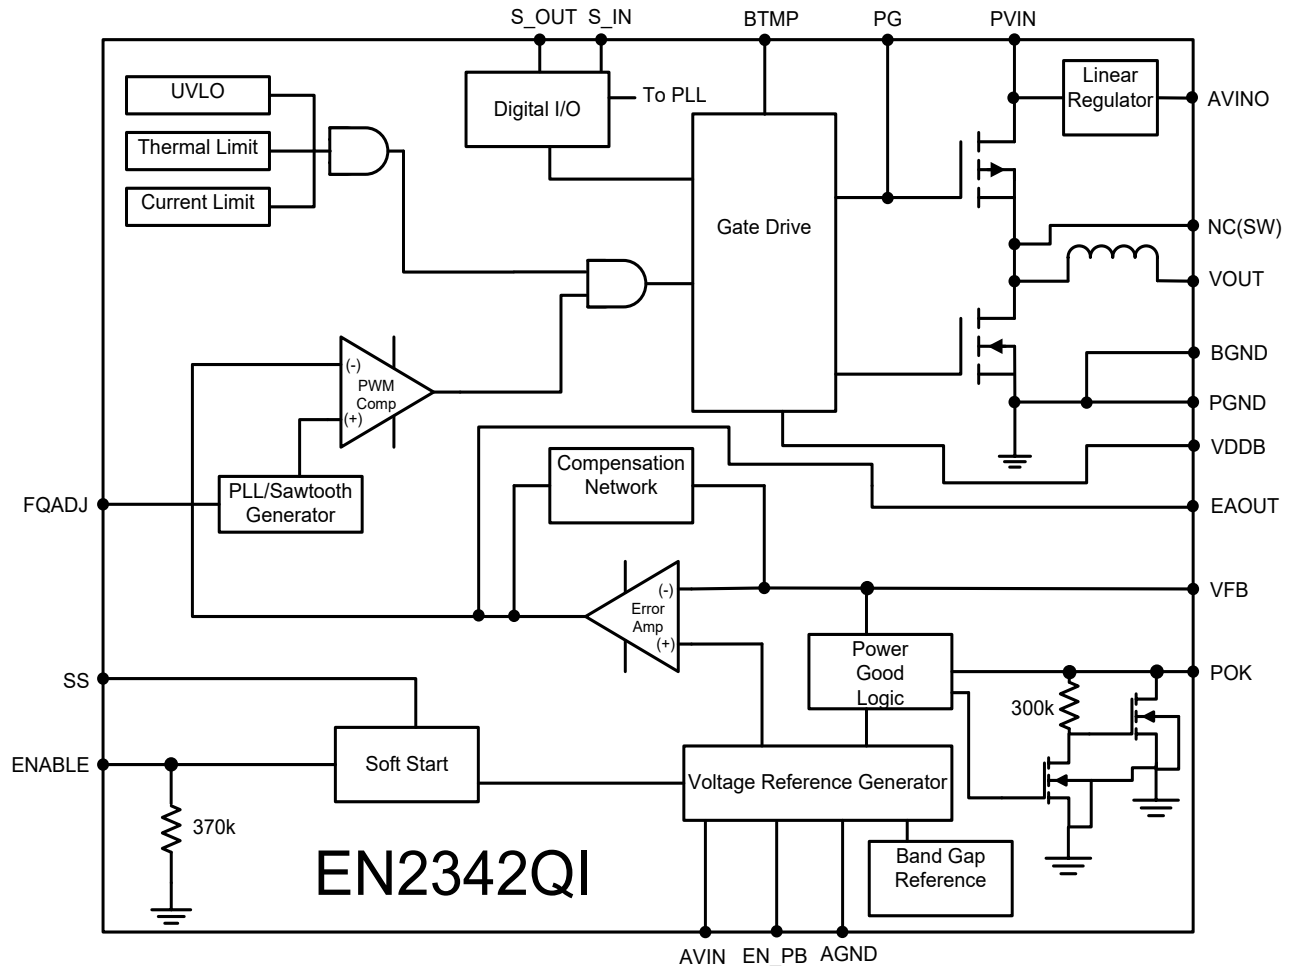 S_OUT S_IN BTMP PG PVIN
UVLO
Thermal Limit
Current Limit
Digital I/O
To PLL
Linear
Regulator
AVINO
Gate Drive
NC(SW)
VOUT
BGND
PGND
VDDB
EAOUT
(-)
PWM
Comp
(+)
FQADJ
PLL/Sawtooth
Generator
Compensation
Network
(-)
Error
Amp
(+)
VFB
Power
Good
Logic
POK
300k
SS
ENABLE
Soft Start
Voltage Reference Generator
370k
Band Gap
Reference
EN2342QI
AVIN EN_PB AGND